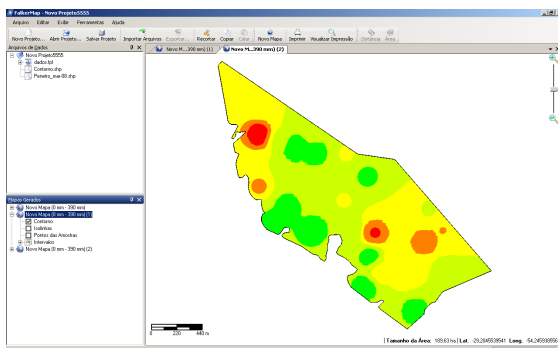 FalkerMap - Novo Projeto5555
Arquivo Editar Exibir Ferramentas Ajuda
Novo Projeto... Abrir Projeto... Salvar Projeto Importar Arquivos Exportar... Recortar Copiar Colar Novo Mapa Imprimir Visualizar Impressão Distância Área
Arquivos de Dados
Novo M...390 mm) (1) Novo M...390 mm) (2)
Novo Projeto5555
dados.fpl
Contorno.shp
Penetro_mai-08.shp
Mapas Gerados
Novo Mapa (0 mm - 390 mm)
Novo Mapa (0 mm - 390 mm) (1)
Contorno
Isolinhas
Pontos das Amostras
Intervalos
Novo Mapa (0 mm - 390 mm) (2)
0 220 440 m
Tamanho da Área: 189,63 ha | Lat. -29,2045539541 Long. -54,245938556